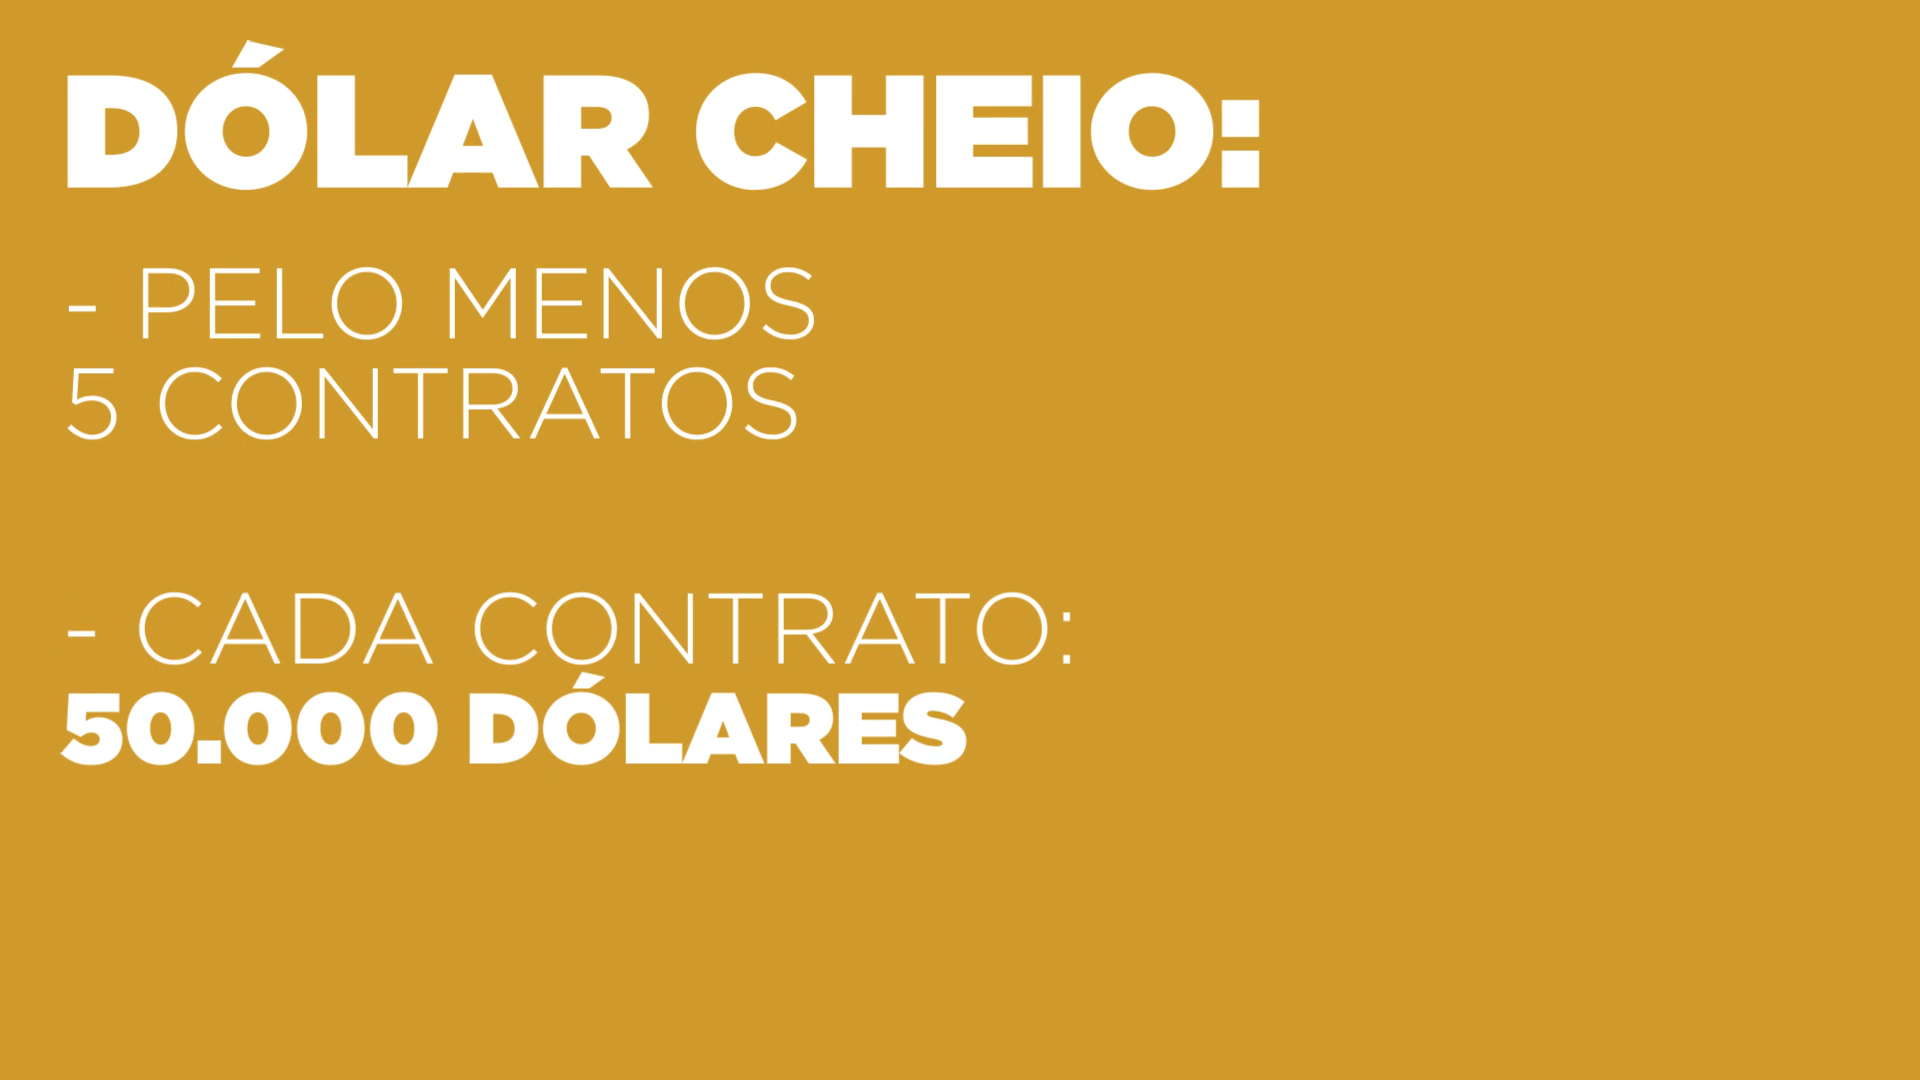 DÓLAR CHEIO:
- PELO MENOS
5 CONTRATOS
- CADA CONTRATO:
50.000 DÓLARES